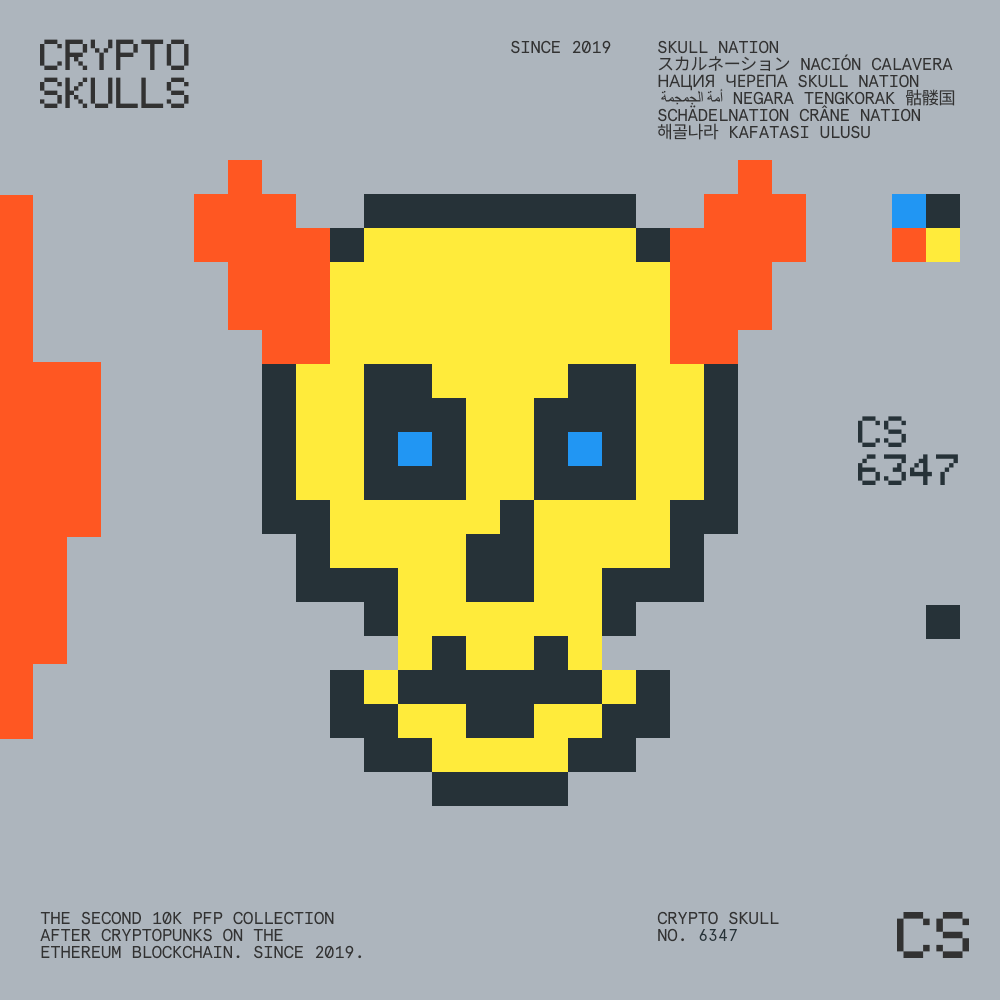 CRYPTO
SKULLS
SINCE 2019
SKULL NATION
スカルネーション NACIÓN CALAVERA
НАЦИЯ ЧЕРЕПА SKULL NATION
أمة الجمجمة NEGARA TENGKORAK 骷髅国
SCHÄDELNATION CRÂNE NATION
해골나라 KAFATASI ULUSU
CS
6347
THE SECOND 10K PFP COLLECTION
AFTER CRYPTOPUNKS ON THE
ETHEREUM BLOCKCHAIN. SINCE 2019.
CRYPTO SKULL
NO. 6347
CS